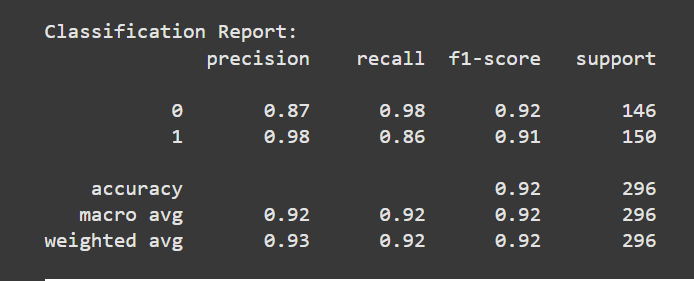 Classification Report:
precision recall f1-score support
0 0.87 0.98 0.92 146
1 0.98 0.86 0.91 150
accuracy 0.92 296
macro avg 0.92 0.92 0.92 296
weighted avg 0.93 0.92 0.92 296